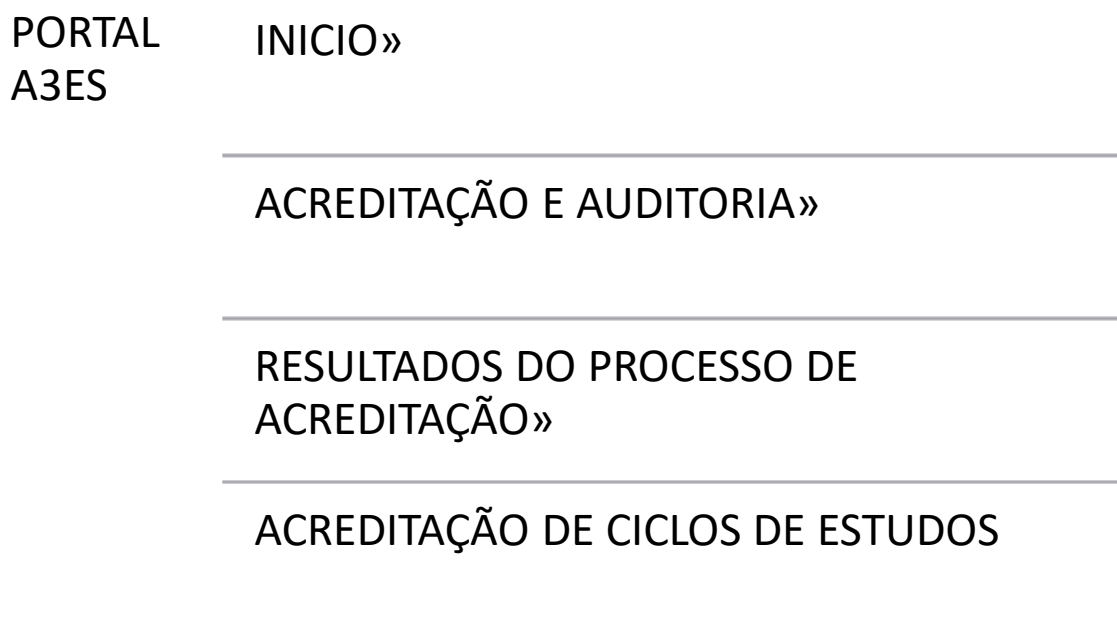 PORTAL
A3ES
INICIO»
ACREDITAÇÃO E AUDITORIA»
RESULTADOS DO PROCESSO DE
ACREDITAÇÃO»
ACREDITAÇÃO DE CICLOS DE ESTUDOS